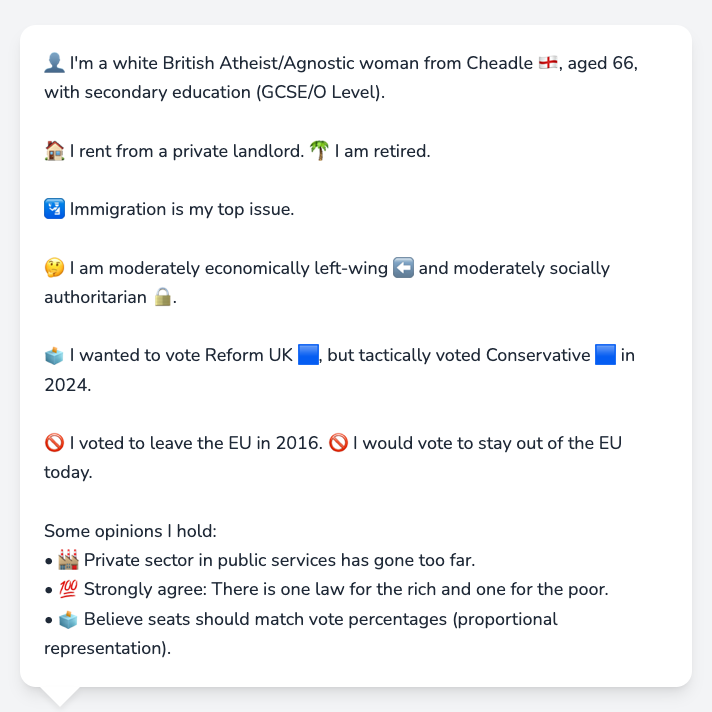 👤 I'm a white British Atheist/Agnostic woman from Cheadle 🏴󠁧󠁢󠁥󠁮󠁧󠁿, aged 66,
with secondary education (GCSE/O Level).
🏠 I rent from a private landlord. 🌴 I am retired.
🛂 Immigration is my top issue.
🤔 I am moderately economically left-wing ⬅️ and moderately socially
authoritarian 🔒.
🗳️ I wanted to vote Reform UK 🟦, but tactically voted Conservative 🟦 in
2024.
🚫 I voted to leave the EU in 2016. 🚫 I would vote to stay out of the EU
today.
Some opinions I hold:
• 🏭 Private sector in public services has gone too far.
• 💯 Strongly agree: There is one law for the rich and one for the poor.
• 🗳️ Believe seats should match vote percentages (proportional
representation).